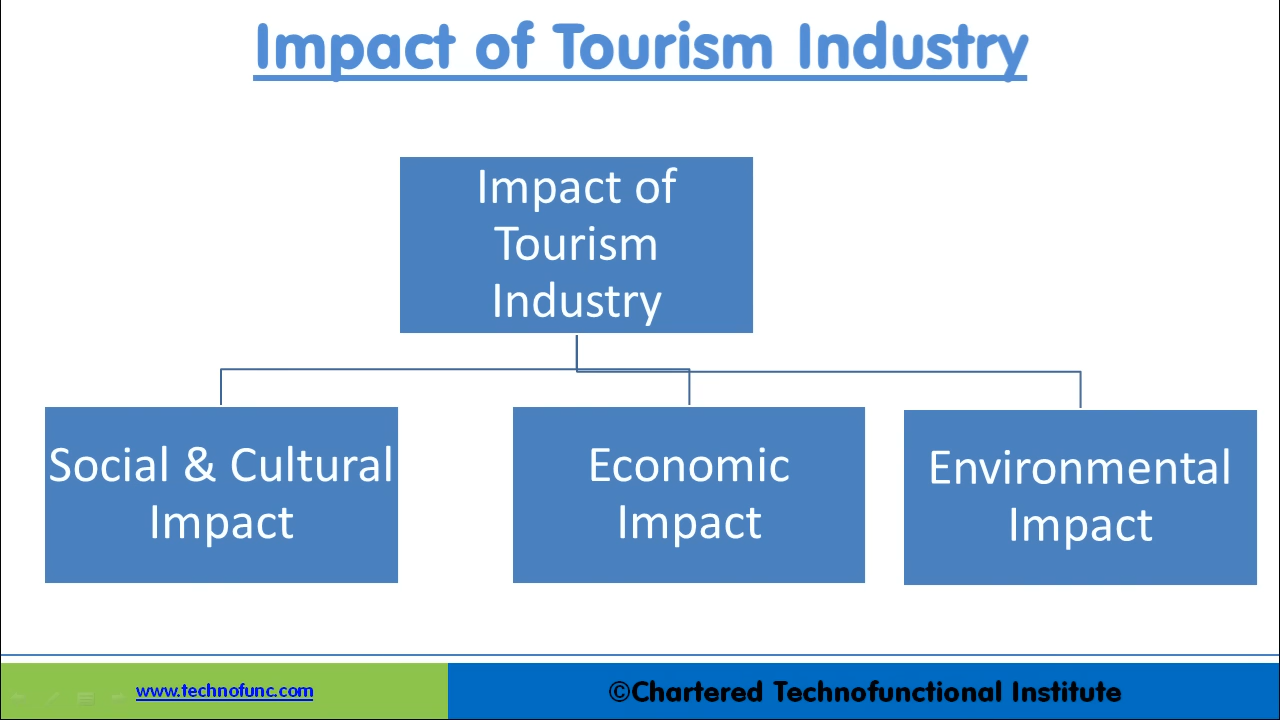 Impact of Tourism Industry
Impact of
Tourism
Industry
Social & Cultural
Impact
Economic
Impact
Environmental
Impact
www.technofunc.com
©Chartered Technofunctional Institute